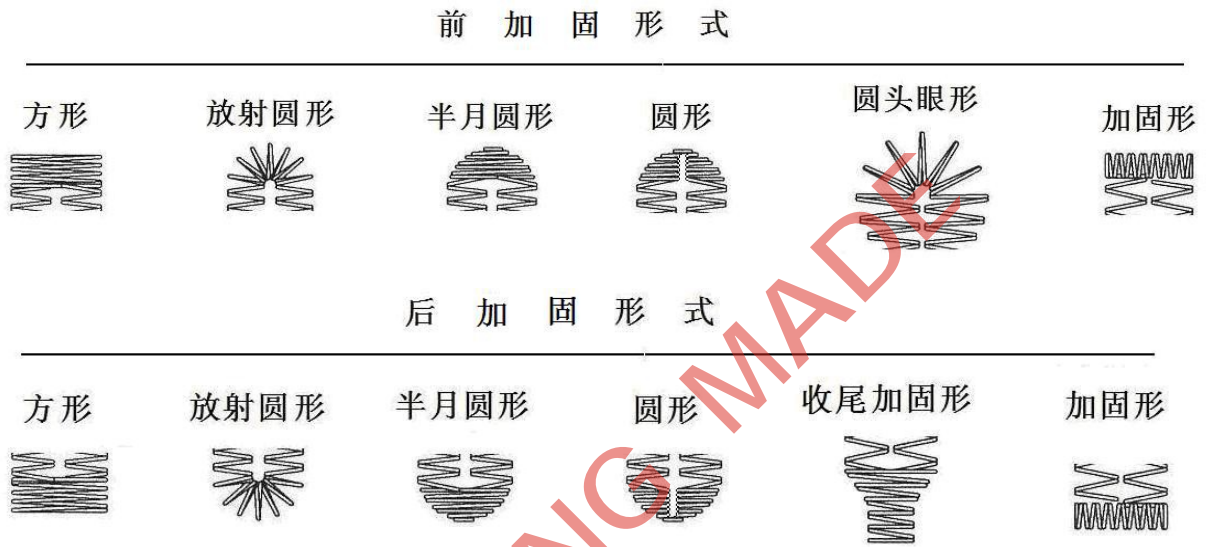 前加固形式
方形 放射圆形 半月圆形 圆形 圆头眼形 加固形
后加固形式
方形 放射圆形 半月圆形 圆形 收尾加固形 加固形
NG MADE